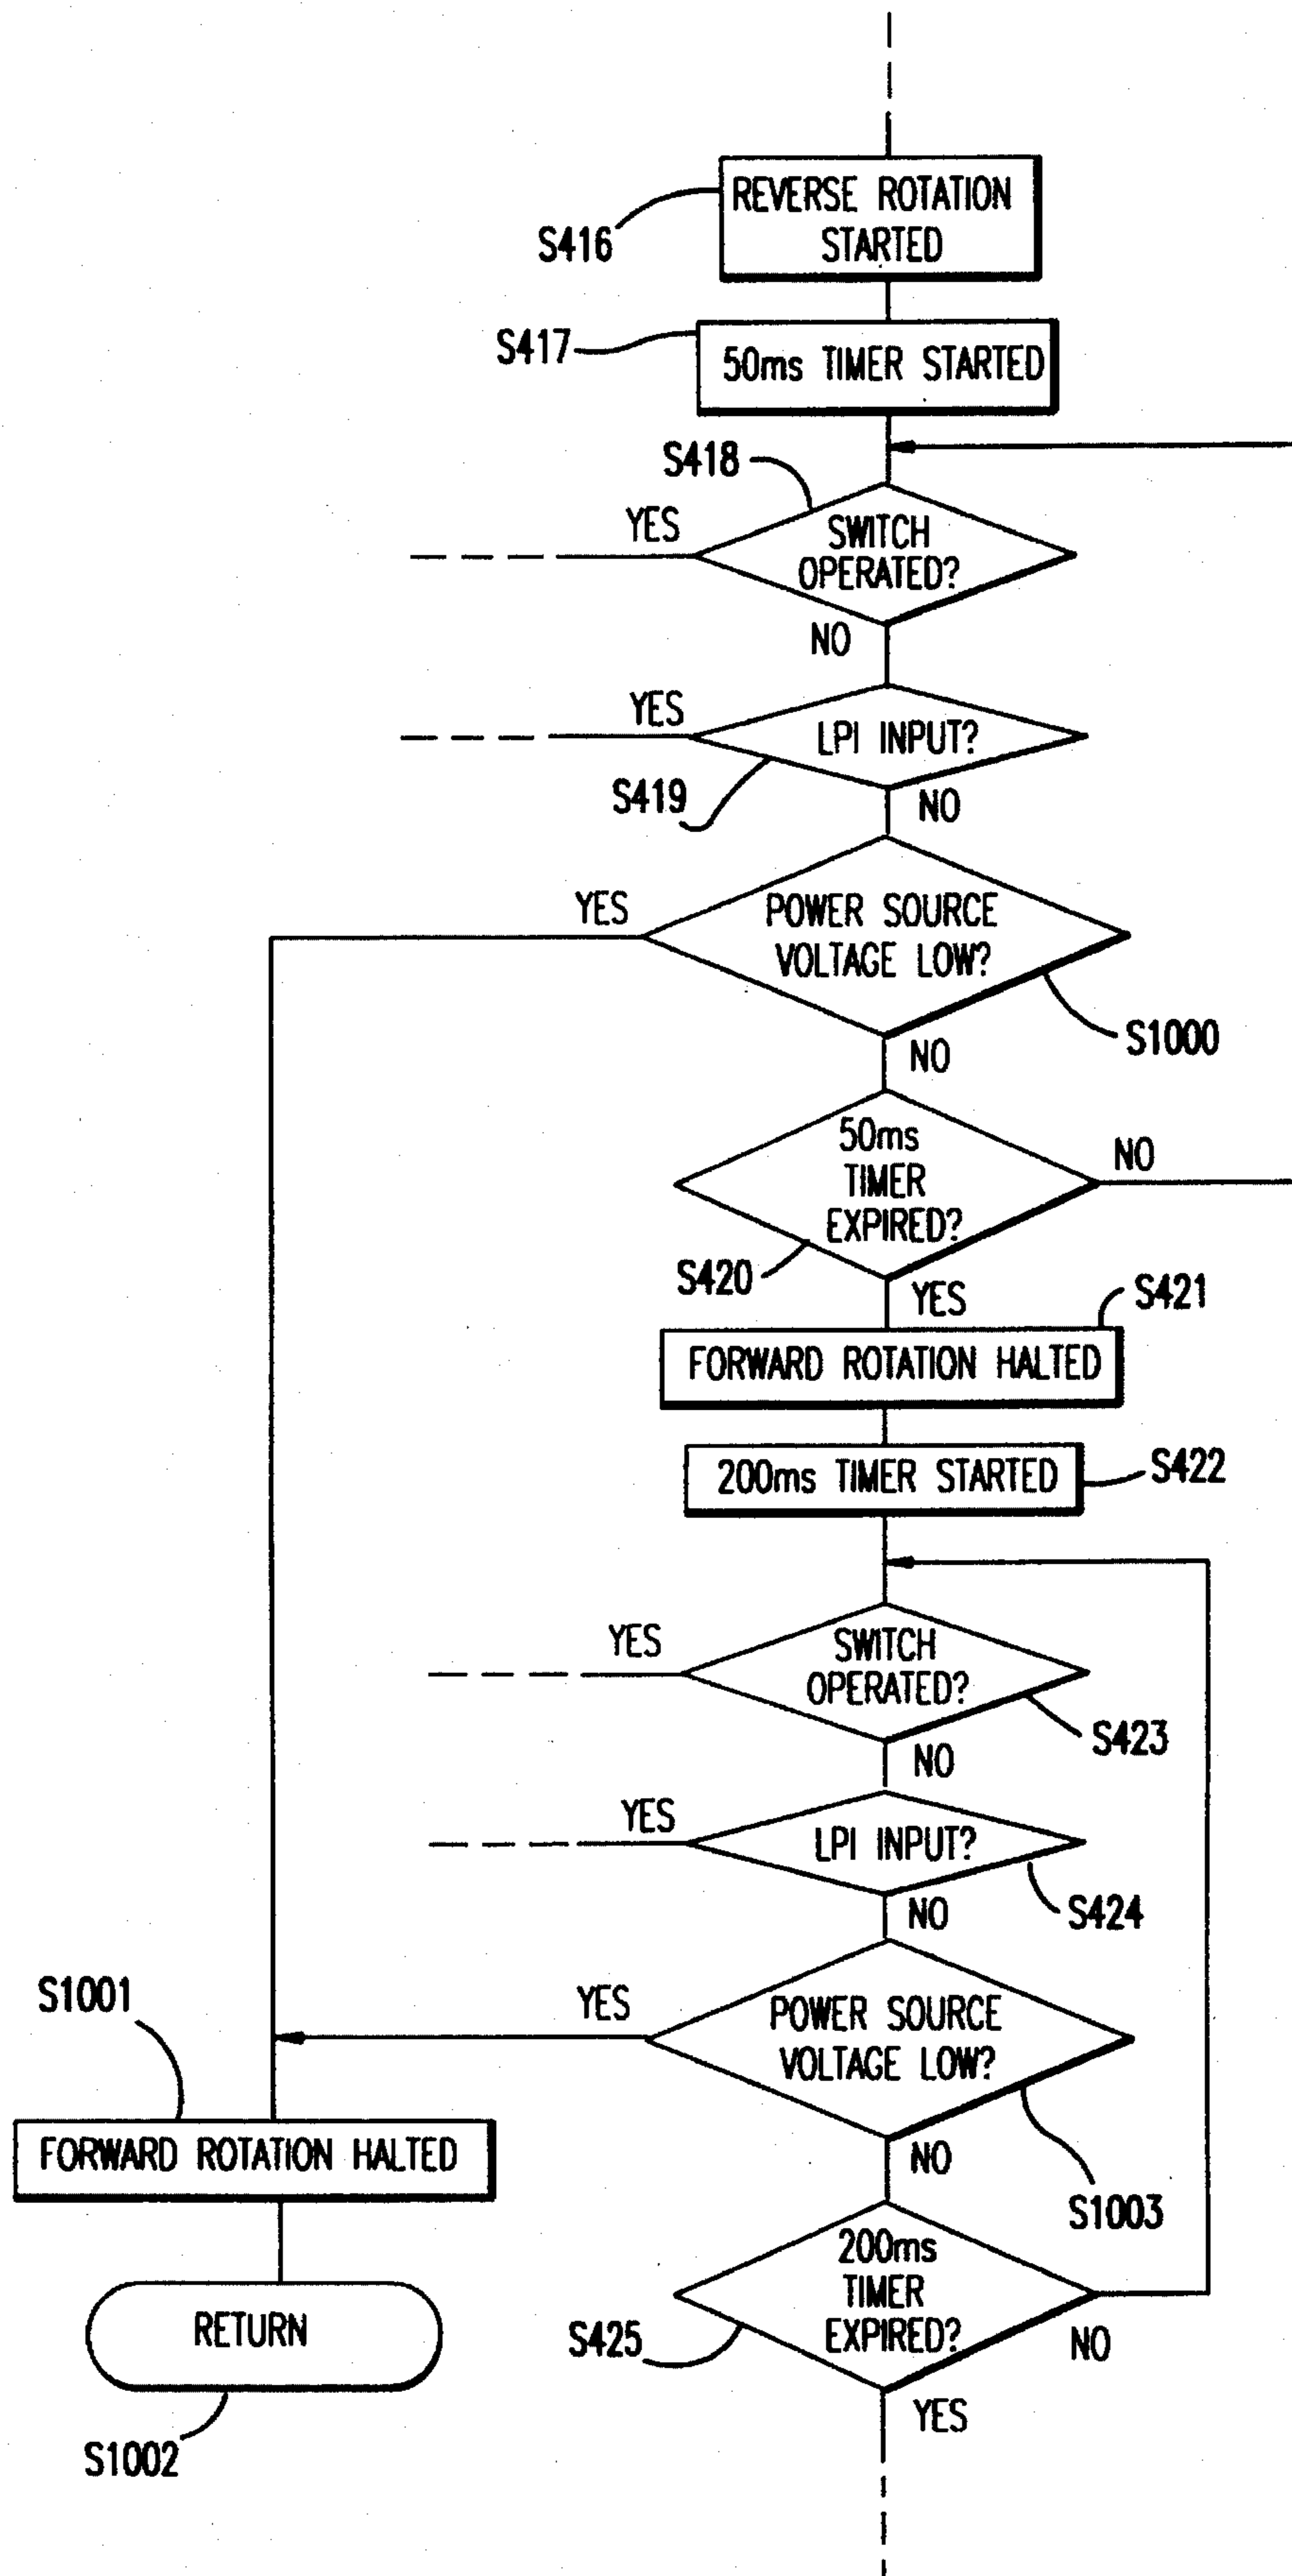 REVERSE ROTATION
STARTED
S416
S417
50ms TIMER STARTED
S418
YES
SWITCH
OPERATED?
NO
YES
LPI INPUT?
S419
NO
YES
POWER SOURCE
VOLTAGE LOW?
S1000
NO
50ms
TIMER
EXPIRED?
NO
S420
YES
S421
FORWARD ROTATION HALTED
200ms TIMER STARTED
S422
YES
SWITCH
OPERATED?
S423
NO
YES
LPI INPUT?
S424
NO
S1001
YES
POWER SOURCE
VOLTAGE LOW?
FORWARD ROTATION HALTED
NO
S1003
200ms
TIMER
EXPIRED?
RETURN
S425
NO
YES
S1002